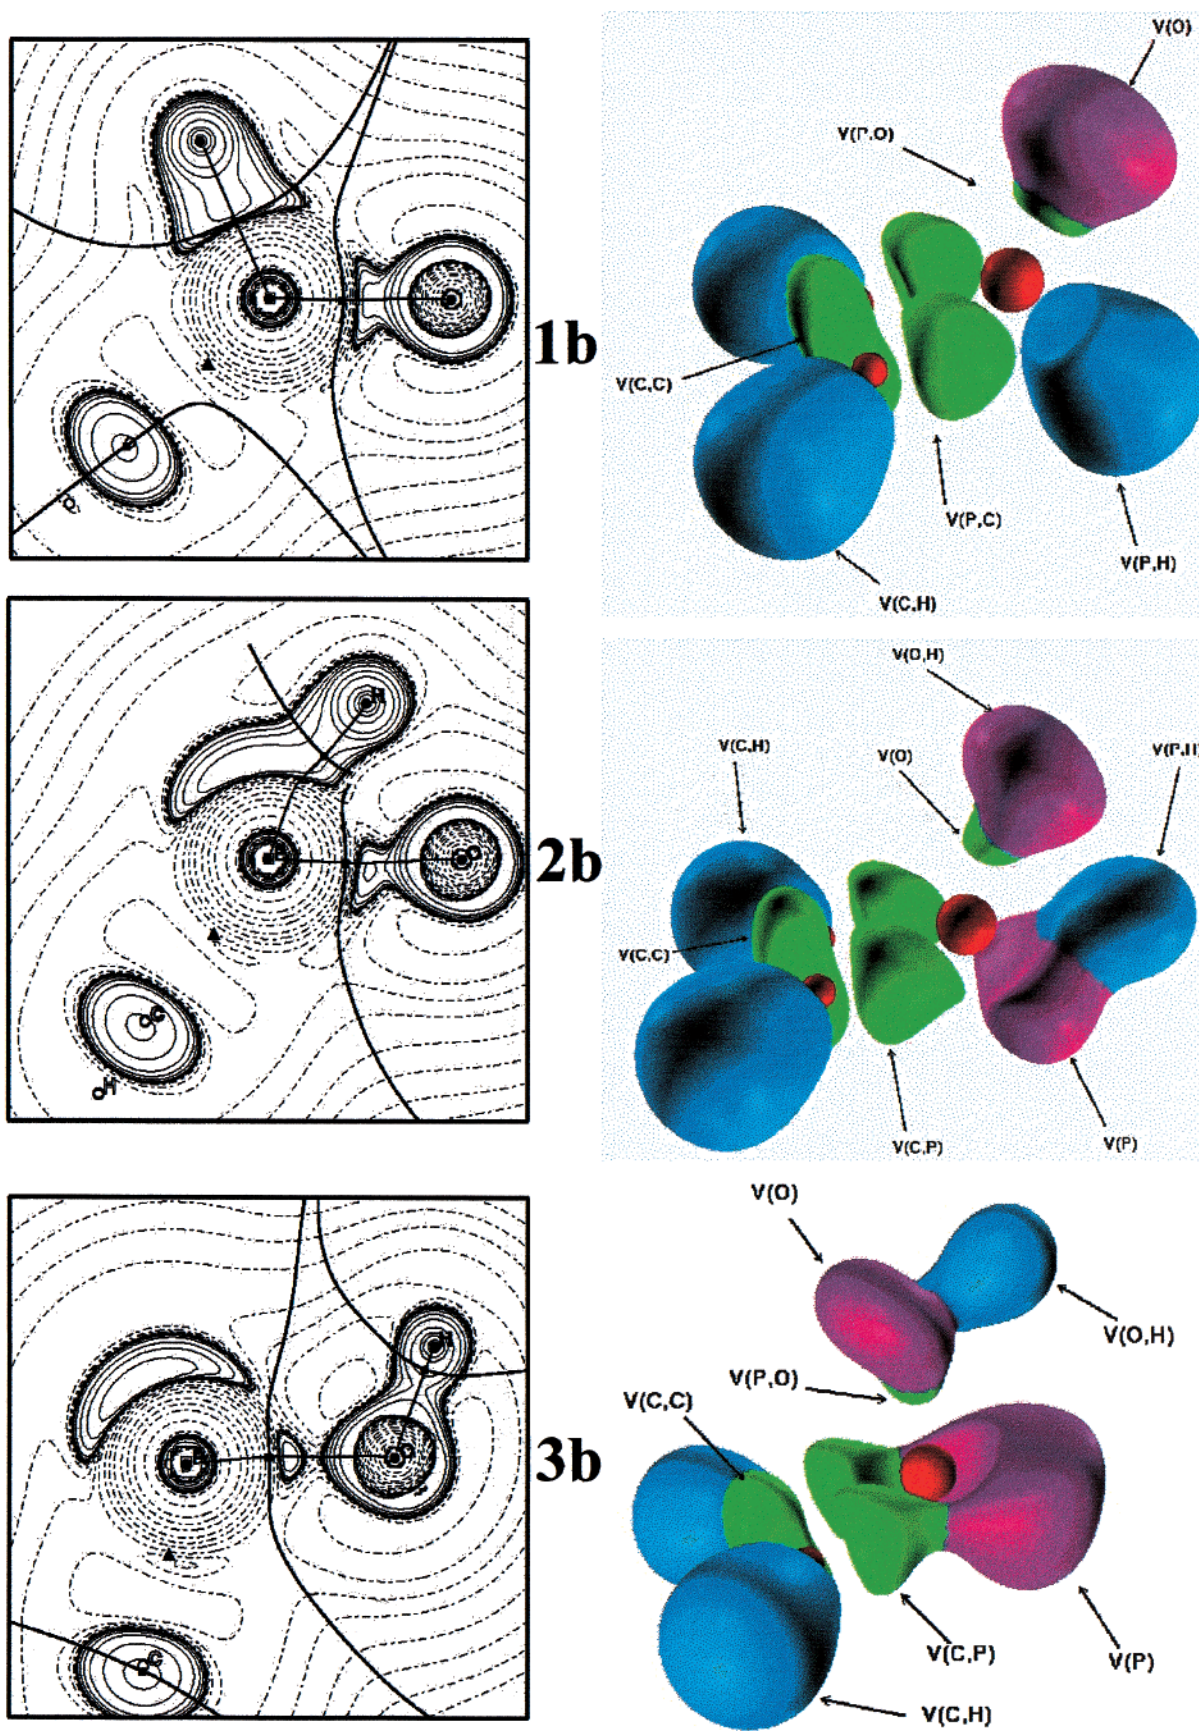 V(O)
V(P,O)
1b
V(C,C)
V(P,C)
V(P,H)
V(C,H)
V(O,H)
V(C,H)
V(O)
V(P,H)
H
O
2b
V(C,C)
C
H
V(C,P)
V(P)
V(O)
V(O,H)
V(P,O)
V(C,C)
3b
C
V(C,P)
V(P)
V(C,H)